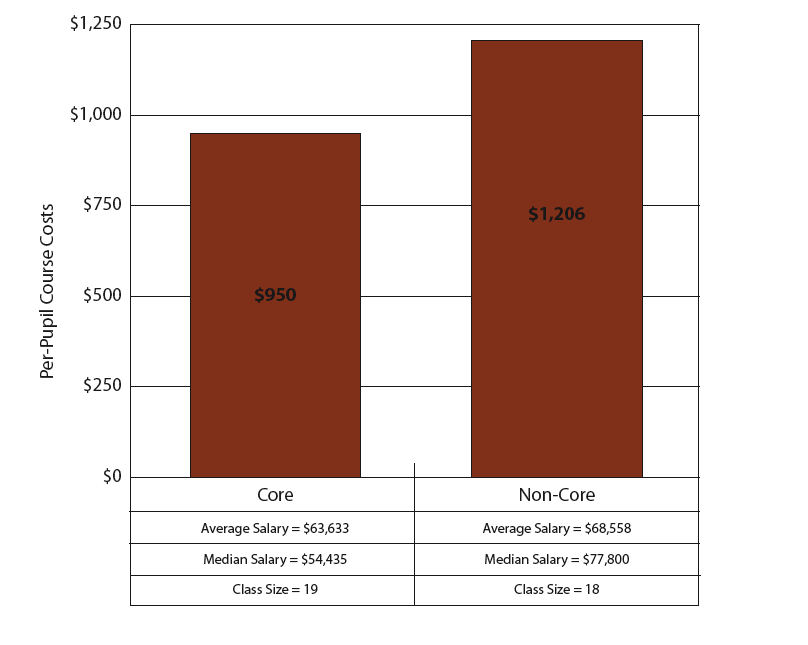 $1,250
$1,000
$750
$500
$250
$0
Per-Pupil Course Costs
$950
$1,206
Core
Non-Core
Average Salary = $63,633
Average Salary = $68,558
Median Salary = $54,435
Median Salary = $77,800
Class Size = 19
Class Size = 18